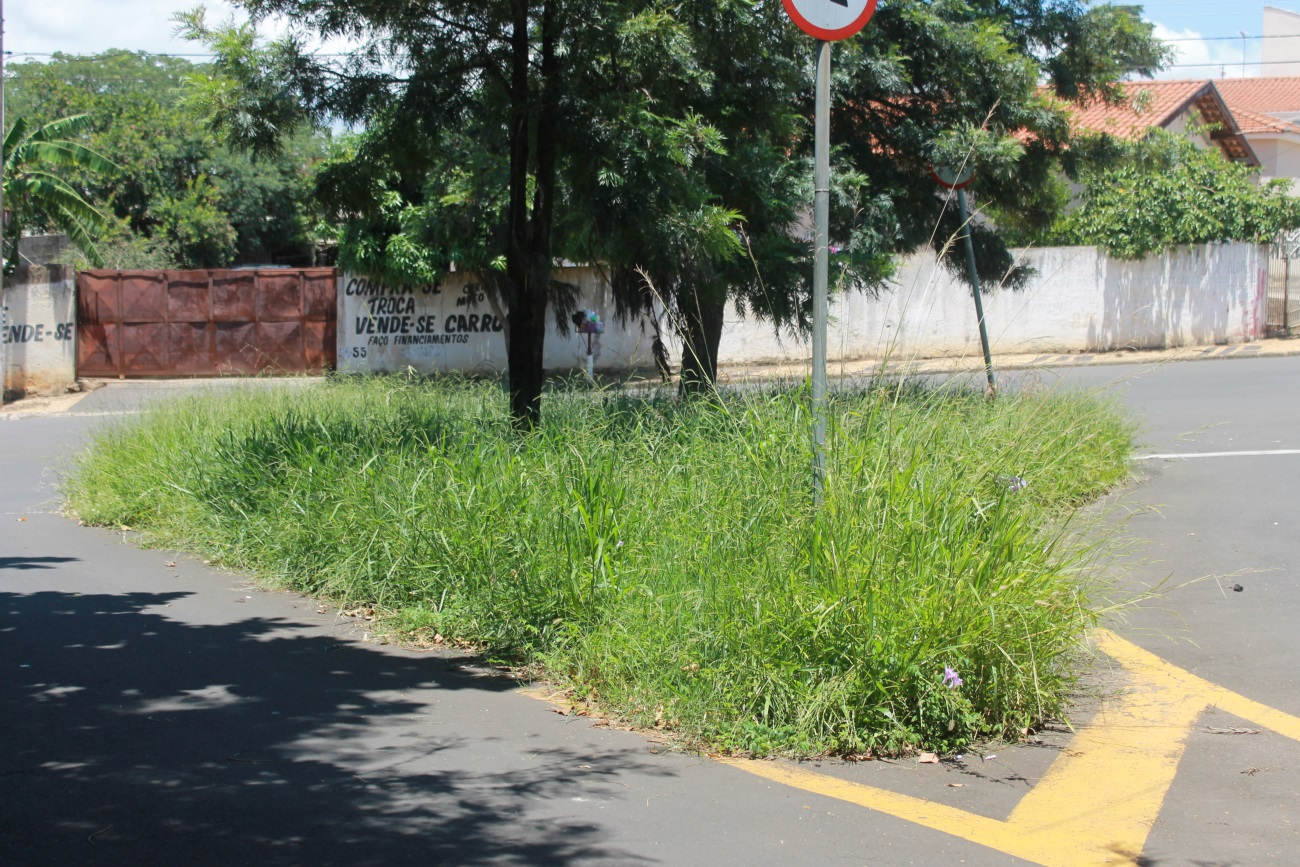 ENDE-SE
COMPRA-SE
TROCA
VENDE-SE CARRO
FAÇO FINANCIAMENTOS
55